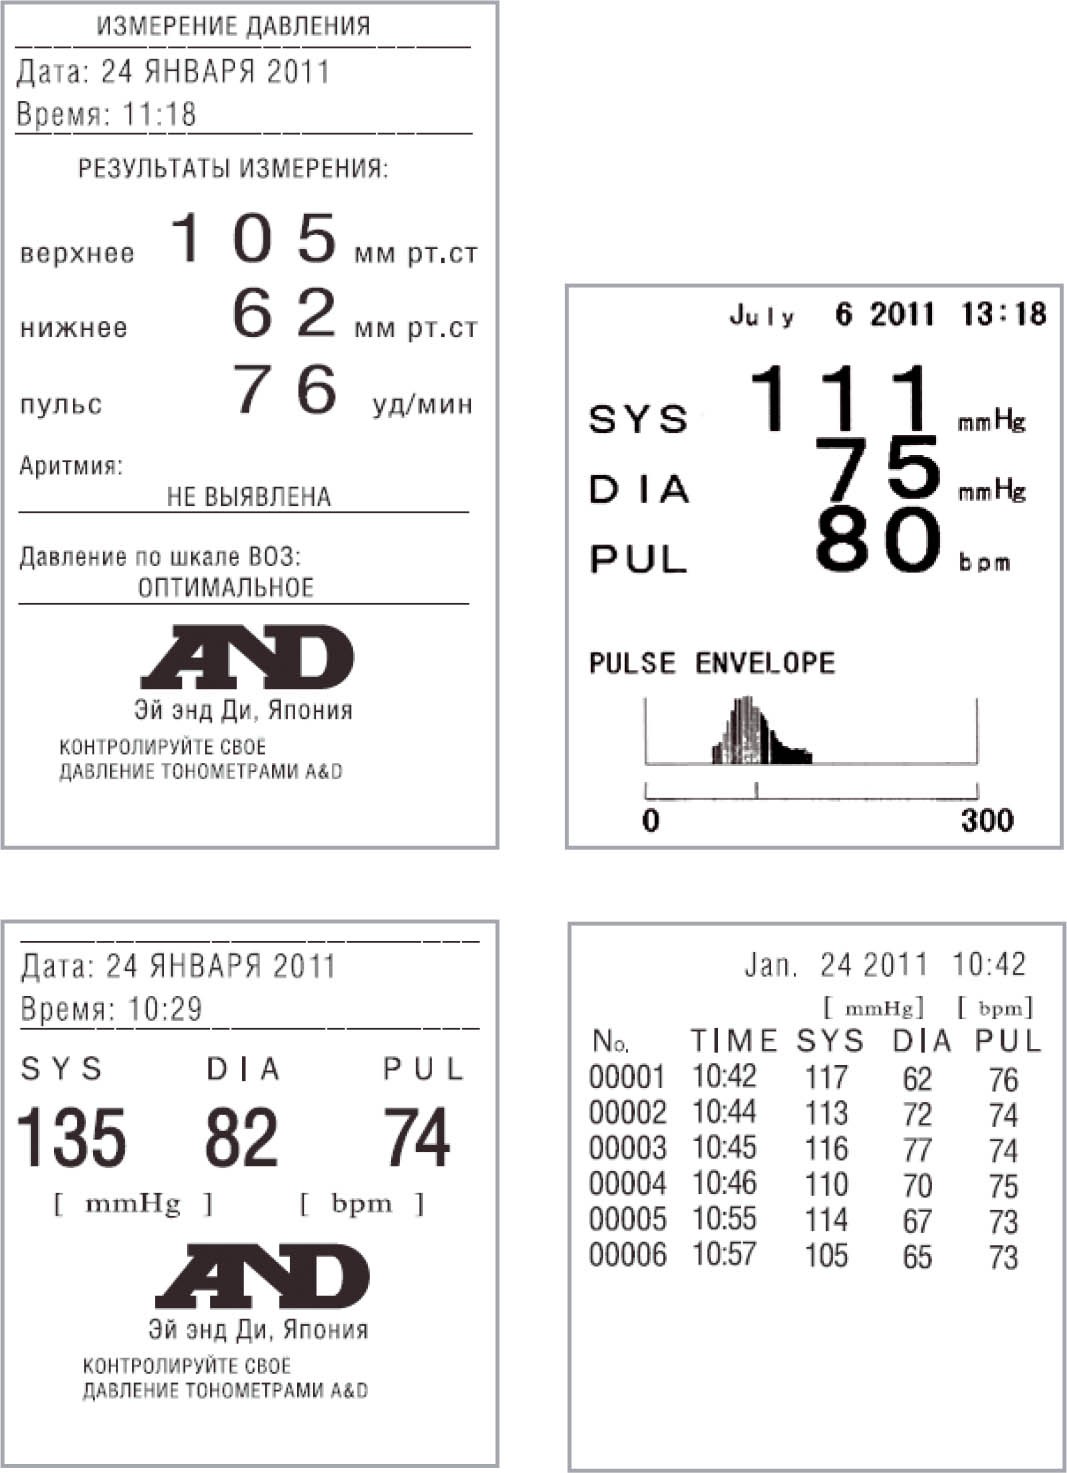 ИЗМЕРЕНИЕ ДАВЛЕНИЯ
Дата: 24 ЯНВАРЯ 2011
Время: 11:18
РЕЗУЛЬТАТЫ ИЗМЕРЕНИЯ:
верхнее 105 мм рт.ст
нижнее 62 мм рт.ст
пульс 76 уд/мин
Аритмия:
НЕ ВЫЯВЛЕНА
Давление по шкале ВОЗ:
ОПТИМАЛЬНОЕ
AND
Эй энд Ди, Япония
КОНТРОЛИРУЙТЕ СВОЕ
ДАВЛЕНИЕ ТОНОМЕТРАМИ A&D
July 6 2011 13:18
SYS 111 mmHg
DIA 75 mmHg
PUL 80 bpm
PULSE ENVELOPE
0 300
Дата: 24 ЯНВАРЯ 2011
Время: 10:29
SYS DIA PUL
135 82 74
[ mmHg ] [ bpm ]
AND
Эй энд Ди, Япония
КОНТРОЛИРУЙТЕ СВОЕ
ДАВЛЕНИЕ ТОНОМЕТРАМИ A&D
Jan. 24 2011 10:42
[ mmHg] [ bpm]
No. TIME SYS DIA PUL
00001 10:42 117 62 76
00002 10:44 113 72 74
00003 10:45 116 77 74
00004 10:46 110 70 75
00005 10:55 114 67 73
00006 10:57 105 65 73